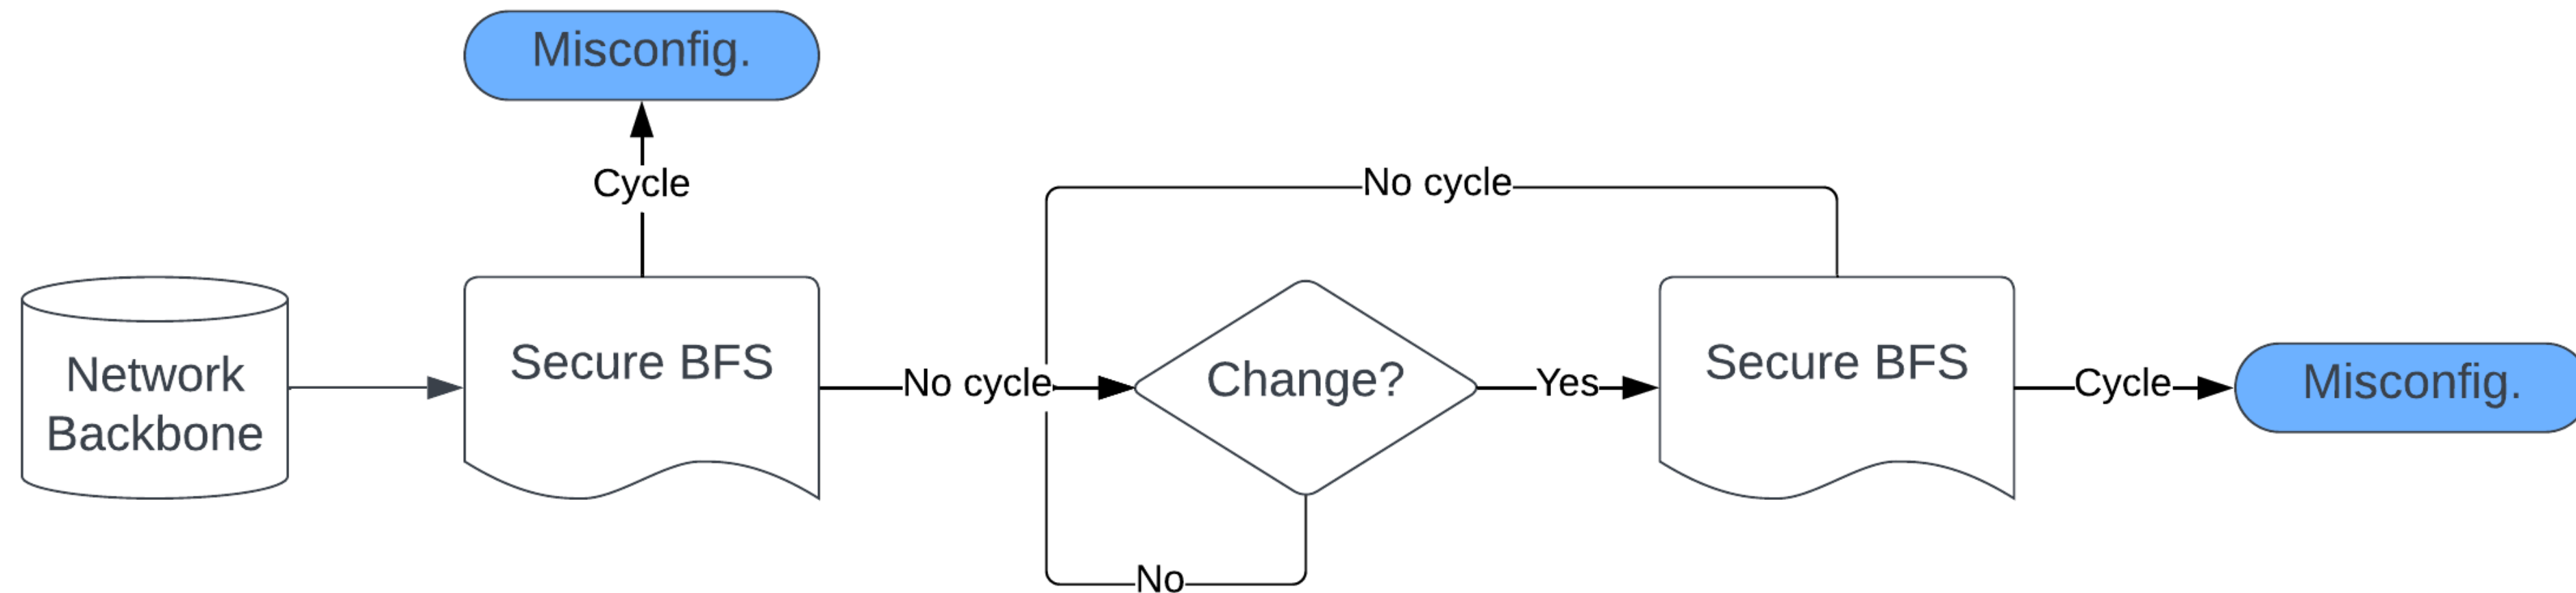 Misconfig.
Cycle
No cycle
Network
Backbone
Secure BFS
No cycle
Change?
Yes
Secure BFS
Cycle
Misconfig.
No